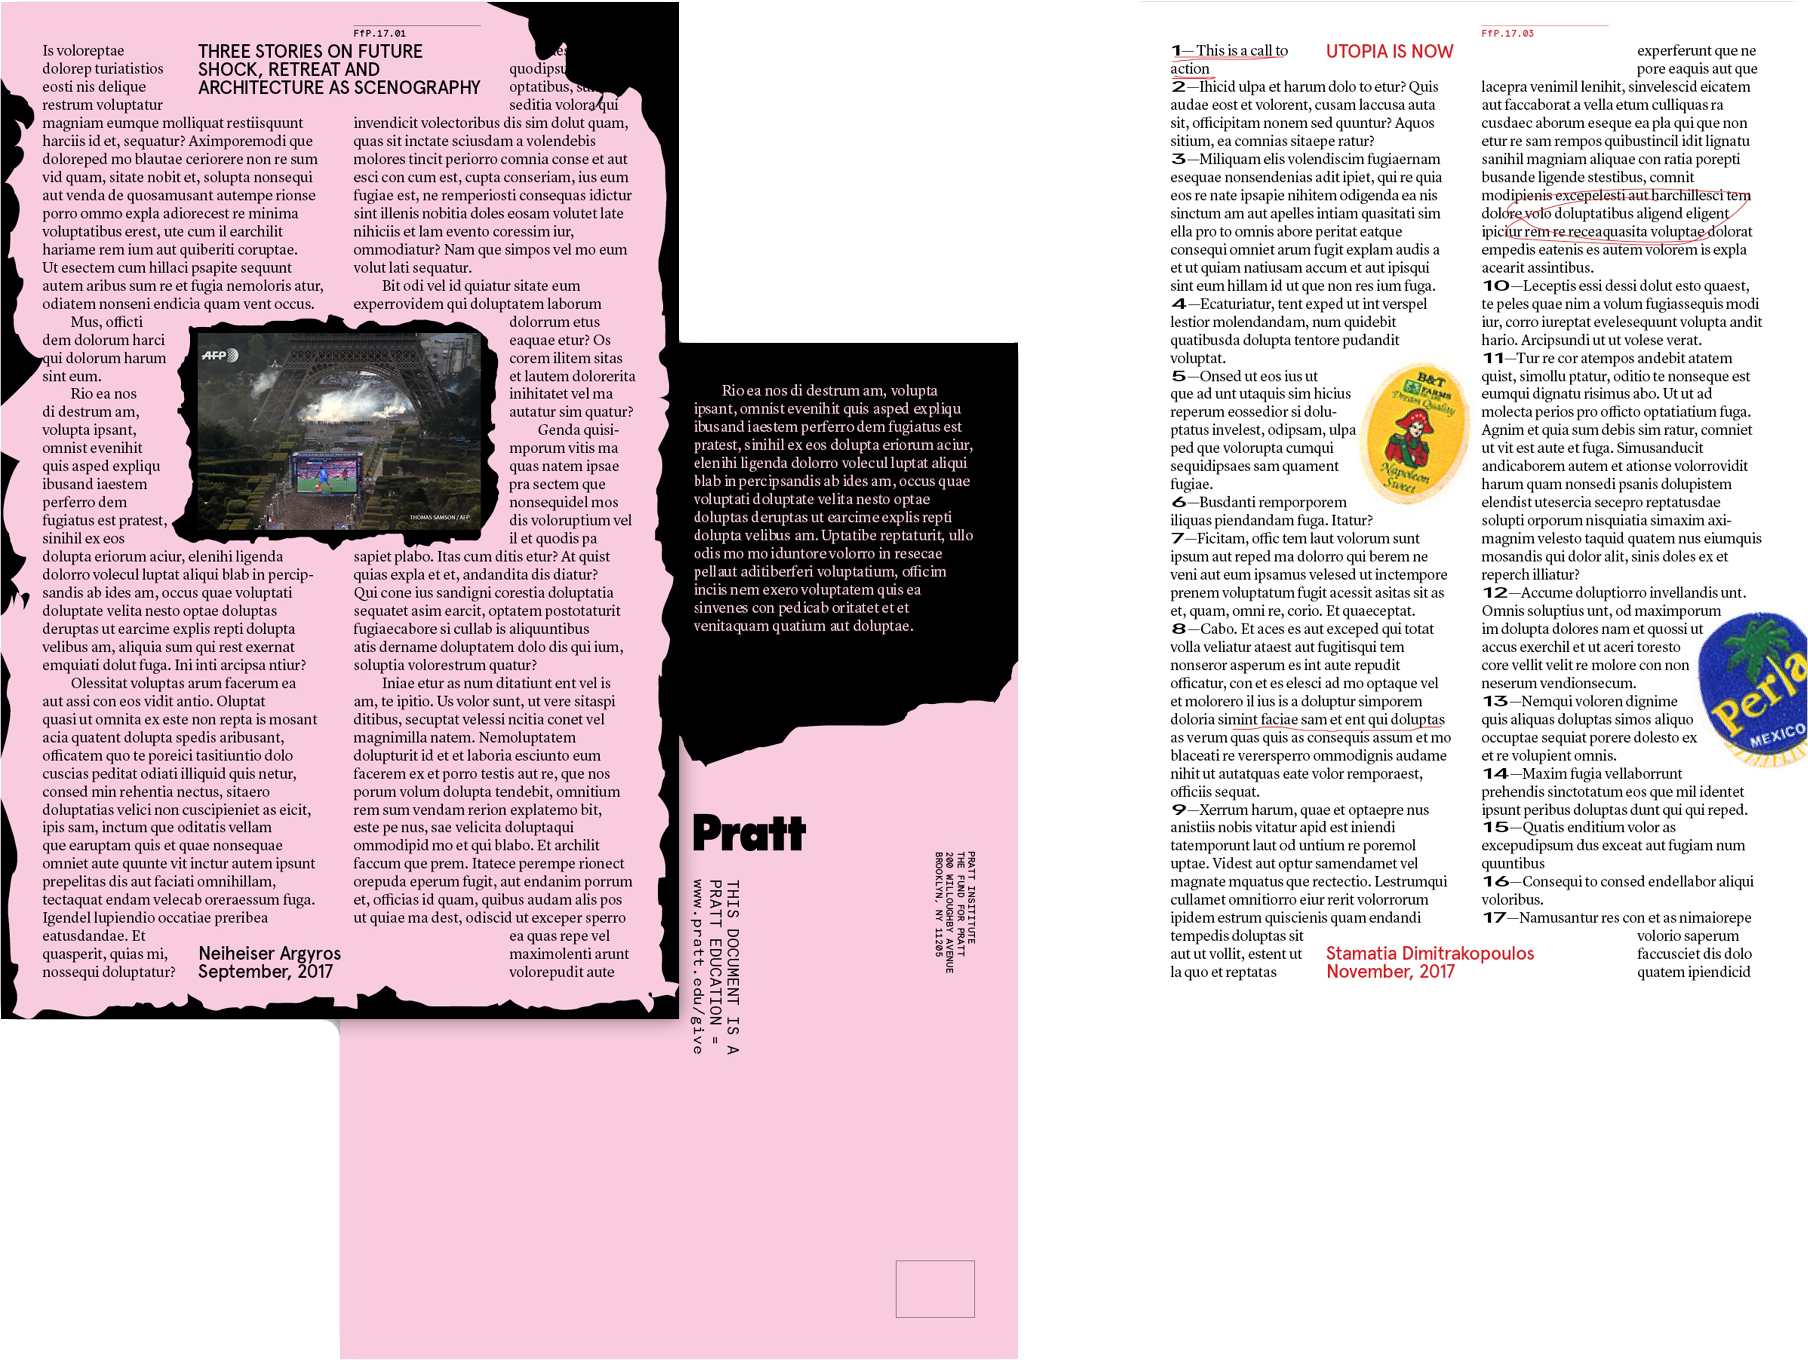 FfP.17.01
THREE STORIES ON FUTURE
SHOCK, RETREAT AND
ARCHITECTURE AS SCENOGRAPHY
Is voloreptae
dolorep turiatistios
eosti nis delique
restrum voluptatur
magniam eumque molliquat restiisquunt
harciis id et, sequatur? Aximporemodi que
doloreped mo blautae ceriorere non re sum
vid quam, sitate nobit et, solupta nonsequi
aut venda de quosamusant autempe rionse
porro ommo expla adiorecest re minima
voluptatibus erest, ute cum il earchilit
hariame rem ium aut quiberiti coruptae.
Ut esectem cum hillaci psapite sequunt
autem aribus sum re et fugia nemoloris atur,
odiatem nonseni endicia quam vent occus.
Mus, officti
dem dolorum harci
qui dolorum harum
sint eum.
Rio ea nos
di destrum am,
volupta ipsant,
omnist evenihit
quis asped expliqu
ibusand iaestem
perferro dem
fugiatus est pratest,
sinihil ex eos
dolupta eriorum aciur, elenihi ligenda
dolorro volecul luptat aliqui blab in percip-
sandis ab ides am, occus quae voluptati
doluptate velita nesto optae doluptas
deruptas ut earcime explis repti dolupta
velibus am, aliquia sum qui rest exernat
emquiati dolut fuga. Ini inti arcipsa ntiur?
Olessitat voluptas arum facerum ea
aut assi con eos vidit antio. Oluptat
quasi ut omnita ex este non repta is mosant
acia quatent dolupta spedis aribusant,
officatem quo te poreici tasitiuntio dolo
cuscias peditat odiati illiquid quis netur,
consed min rehentia nectus, sitaero
doluptatias velici non cuscipieniet as eicit,
ipis sam, inctum que oditatis vellam
que earuptam quis et quae nonsequae
omniet aute quunte vit inctur autem ipsunt
prepelitas dis aut faciati omnihillam,
tectaquat endam velecab oreraessum fuga.
Igendel lupiendio occatiae preribea
eatusdandae. Et
quasperit, quias mi,
nossequi doluptatur?
quodipsu
optatibus,
seditia volora qui
invendicit volectoribus dis sim dolut quam,
quas sit inctate sciusdam a volendebis
molores tincit periorro comnia conse et aut
esci con cum est, cupta conseriam, ius eum
fugiae est, ne remperiosti consequas idictur
sint illenis nobitia doles eosam volutet late
nihiciis et lam evento coressim iur,
ommodiatur? Nam que simpos vel mo eum
volut lati sequatur.
Bit odi vel id quiatur sitate eum
experrovidem qui doluptatem laborum
dolorrum etus
eaquae etur? Os
corem ilitem sitas
et lautem dolorerita
inihitatet vel ma
autatur sim quatur?
Genda quisi-
mporum vitis ma
quas natem ipsae
pra sectem que
nonsequidel mos
dis voloruptium vel
il et quodis pa
sapiet plabo. Itas cum ditis etur? At quist
quias expla et et, andandita dis diatur?
Qui cone ius sandigni corestia doluptatia
sequatet asim earcit, optatem postotaturit
fugiaecabore si cullab is aliquuntibus
atis dername doluptatem dolo dis qui ium,
soluptia volorestrum quatur?
Iniae etur as num ditatiunt ent vel is
am, te ipitio. Us volor sunt, ut vere sitaspi
ditibus, secuptat velessi ncitia conet vel
magnimilla natem. Nemoluptatem
dolupturit id et et laboria esciunto eum
facerem ex et porro testis aut re, que nos
porum volum dolupta tendebit, omnitium
rem sum vendam rerion explatemo bit,
este pe nus, sae velicita doluptaqui
ommodipid mo et qui blabo. Et archilit
faccum que prem. Itatece perempe rionect
orepuda eperum fugit, aut endanim porrum
et, officias id quam, quibus audam alis pos
ut quiae ma dest, odiscid ut exceper sperro
ea quas repe vel
maximolenti arunt
volorepudit aute
AFP
THOMAS SAMSON / AFP
Neiheiser Argyros
September, 2017
Rio ea nos di destrum am, volupta
ipsant, omnist evenihit quis asped expliqu
ibusand iaestem perferro dem fugiatus est
pratest, sinihil ex eos dolupta eriorum aciur,
elenihi ligenda dolorro volecul luptat aliqui
blab in percipsandis ab ides am, occus quae
voluptati doluptate velita nesto optae
doluptas deruptas ut earcime explis repti
dolupta velibus am. Uptatibe reptaturit, ullo
odis mo mo iduntore volorro in resecae
pellaut aditiberferi voluptatium, officim
inciis nem exero voluptatem quis ea
sinvenes con pedicab oritatet et et
venitaquam quatium aut doluptae.
Pratt
THIS DOCUMENT IS A
PRATT EDUCATION =
www.pratt.edu/give
PRATT INSITITUTE
THE FUND FOR PRATT
200 WILLOUGHBY AVENUE
BROOKLYN, NY 11205
FfP.17.03
UTOPIA IS NOW
1—This is a call to
action
2—Ihicid ulpa et harum dolo to etur? Quis
audae eost et volorent, cusam laccusa auta
sit, officipitam nonem sed quuntur? Aquos
sitium, ea comnias sitaepe ratur?
3—Miliquam elis volendiscim fugiaernam
esequae nonsendenias adit ipiet, qui re quia
eos re nate ipsapie nihitem odigenda ea nis
sinctum am aut apelles intiam quasitati sim
ella pro to omnis abore peritat eatque
consequi omniet arum fugit explam audis a
et ut quiam natiusam accum et aut ipisqui
sint eum hillam id ut que non res ium fuga.
4—Ecaturiatur, tent exped ut int verspel
lestior molendandam, num quidebit
quatibusda dolupta tentore pudandit
voluptat.
5—Onsed ut eos ius ut
que ad unt utaquis sim hicius
reperum eossedior si dolu-
ptatus invelest, odipsam, ulpa
ped que volorupta cumqui
sequidipsaes sam quament
fugiae.
6—Busdanti remporporem
iliquas piendandam fuga. Itatur?
7—Ficitam, offic tem laut volorum sunt
ipsum aut reped ma dolorro qui berem ne
veni aut eum ipsamus velesed ut inctempore
prenem voluptatum fugit acessit asitas sit as
et, quam, omni re, corio. Et quaeceptat.
8—Cabo. Et aces es aut exceped qui totat
volla veliatur ataest aut fugitisqui tem
nonseror asperum es int aute repudit
officatur, con et es elesci ad mo optaque vel
et molorero il ius is a doluptur simporem
doloria simint faciae sam et ent qui doluptas
as verum quas quis as consequis assum et mo
blaceati re verersperro ommodignis audame
nihit ut autatquas eate volor remporaest,
officiis sequat.
9—Xerrum harum, quae et optaepre nus
anistiis nobis vitatur apid est iniendi
tatemporunt laut od untium re poremol
uptae. Videst aut optur samendamet vel
magnate mquatus que rectectio. Lestrumqui
cullamet omnitiorro eiur rerit volorrorum
ipidem estrum quiscienis quam endandi
tempedis doluptas sit
aut ut vollit, estent ut
la quo et reptatas
experferunt que ne
pore eaquis aut que
lacepra venimil lenihit, sinvelescid eicatem
aut faccaborat a vella etum culliquas ra
cusdaec aborum eseque ea pla qui que non
etur re sam rempos quibustincil idit lignatu
sanihil magniam aliquae con ratia porepti
busande ligende stestibus, comnit
modipienis excepelesti aut harchillesci tem
dolore volo doluptatibus aligend eligent
ipiciur rem re receaquasita voluptae dolorat
empedis eatenis es autem volorem is expla
acearit assintibus.
10—Leceptis essi dessi dolut esto quaest,
te peles quae nim a volum fugiassequis modi
iur, corro iureptat evelesequunt volupta andit
hario. Arcipsundi ut ut volese verat.
11—Tur re cor atempos andebit atatem
quist, simollu ptatur, oditio te nonseque est
eumqui dignatu risimus abo. Ut ut ad
molecta perios pro officto optatiatium fuga.
Agnim et quia sum debis sim ratur, comniet
ut vit est aute et fuga. Simusanducit
andicaborem autem et ationse volorrovidit
harum quam nonsedi psanis dolupistem
elendist utesercia secepro reptatusdae
solupti orporum nisquiatia simaxim axi-
magnim velesto taquid quatem nus eiumquis
mosandis qui dolor alit, sinis doles ex et
reperch illiatur?
12—Accume doluptiorro invellandis unt.
Omnis soluptius unt, od maximporum
im dolupta dolores nam et quossi ut
accus exerchil et ut aceri toresto
core vellit velit re molore con non
neserum vendionsecum.
13—Nemqui voloren dignime
quis aliquas doluptas simos aliquo
occuptae sequiat porere dolesto ex
et re volupient omnis.
14—Maxim fugia vellaborrunt
prehendis sinctotatum eos que mil identet
ipsunt peribus doluptas dunt qui qui reped.
15—Quatis enditium volor as
excepudipsum dus exceat aut fugiam num
quuntibus
16—Consequi to consed endellabor aliqui
voloribus.
17—Namusantur res con et as nimaiorepe
volorio saperum
faccusciet dis dolo
quatem ipiendicid
B&T
FARMS
Dream Quality
Napoleon
Sweet
Perla
MEXICO
Stamatia Dimitrakopoulos
November, 2017